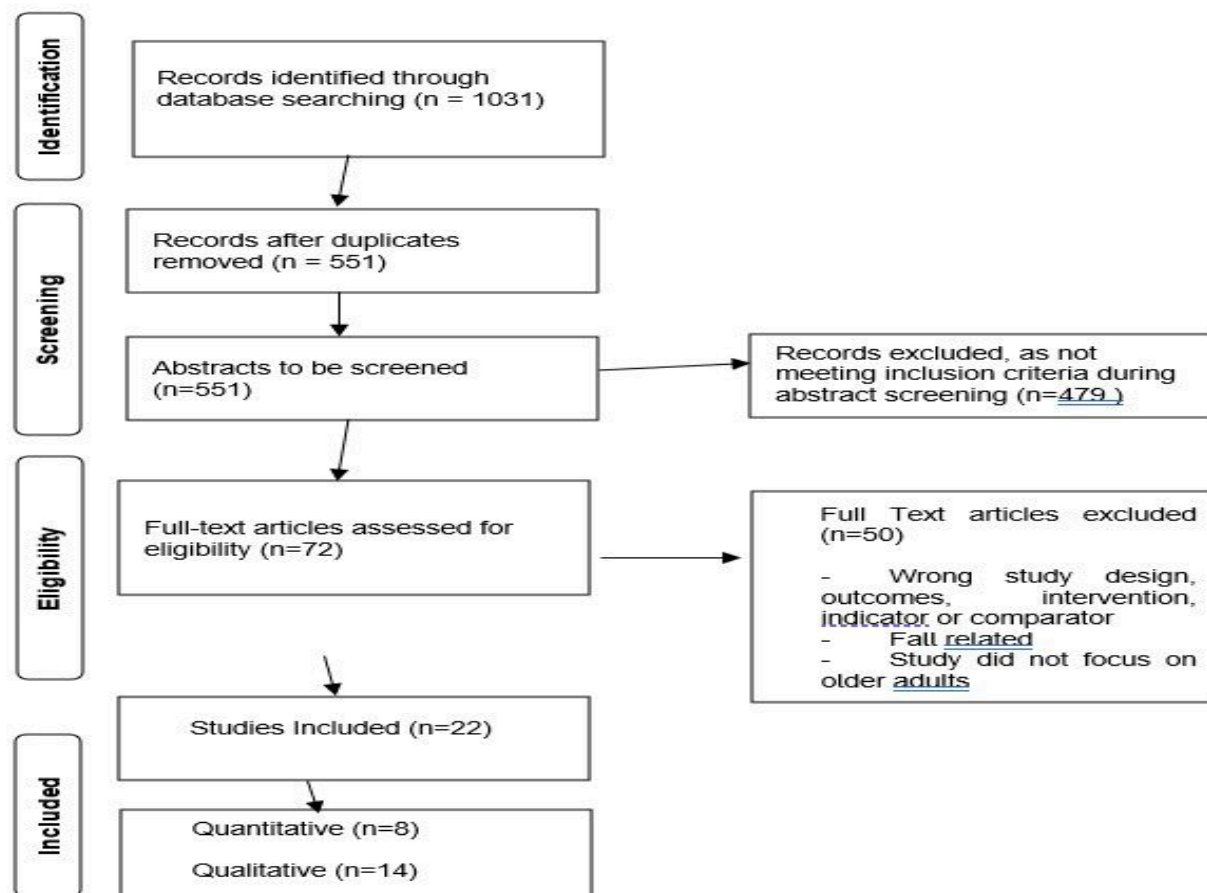 Identification
Records identified through
database searching (n = 1031)
Screening
Records after duplicates
removed (n = 551)
Abstracts to be screened
(n=551)
Records excluded, as not
meeting inclusion criteria during
abstract screening (n=479 )
Eligibility
Full-text articles assessed for
eligibility (n=72)
Full Text articles excluded
(n=50)
- Wrong study design,
outcomes, intervention,
indicator or comparator
- Fall related
- Study did not focus on
older adults
Included
Studies Included (n=22)
Quantitative (n=8)
Qualitative (n=14)